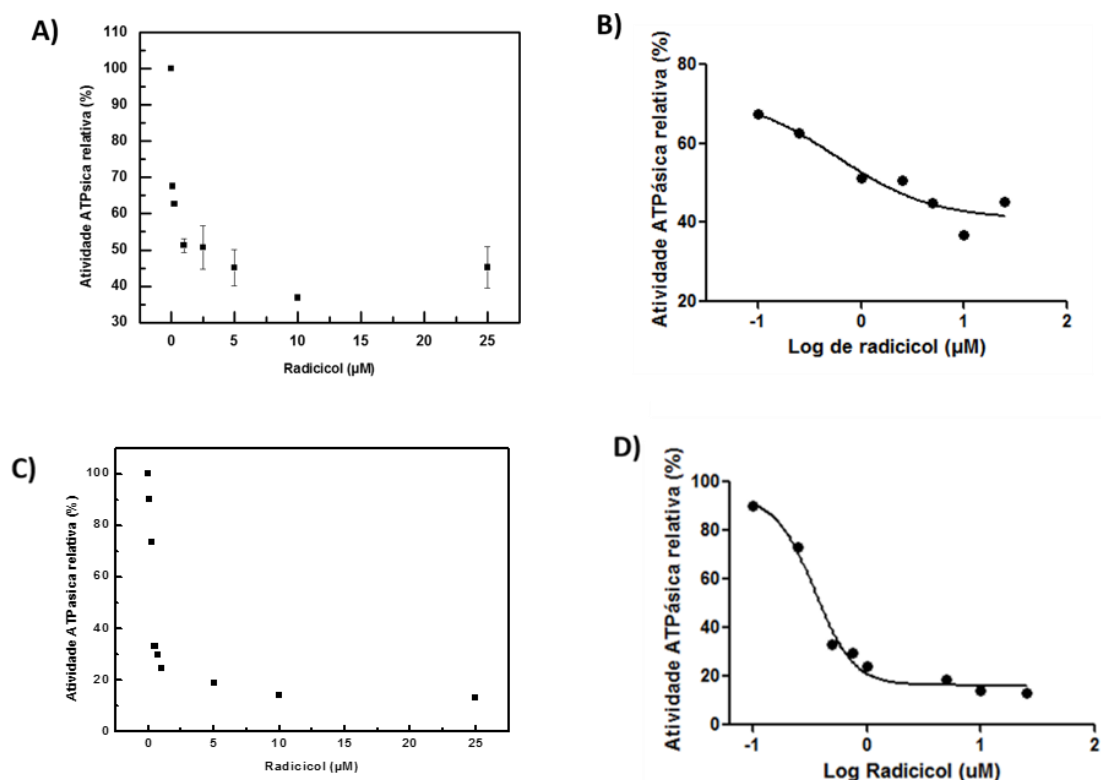 A)
110
100
90
80
70
60
50
40
30
Atividade ATPsica relativa (%)
0 5 10 15 20 25
Radicicol (µM)
B)
80
60
40
20
Atividade ATPásica relativa (%)
-1 0 1 2
Log de radicicol (µM)
C)
100
80
60
40
20
0
Atividade ATPasica relativa (%)
0 5 10 15 20 25
Radicicol (µM)
D)
100
80
60
40
20
0
Atividade ATPásica relativa (%)
-1 0 1 2
Log Radicicol (uM)